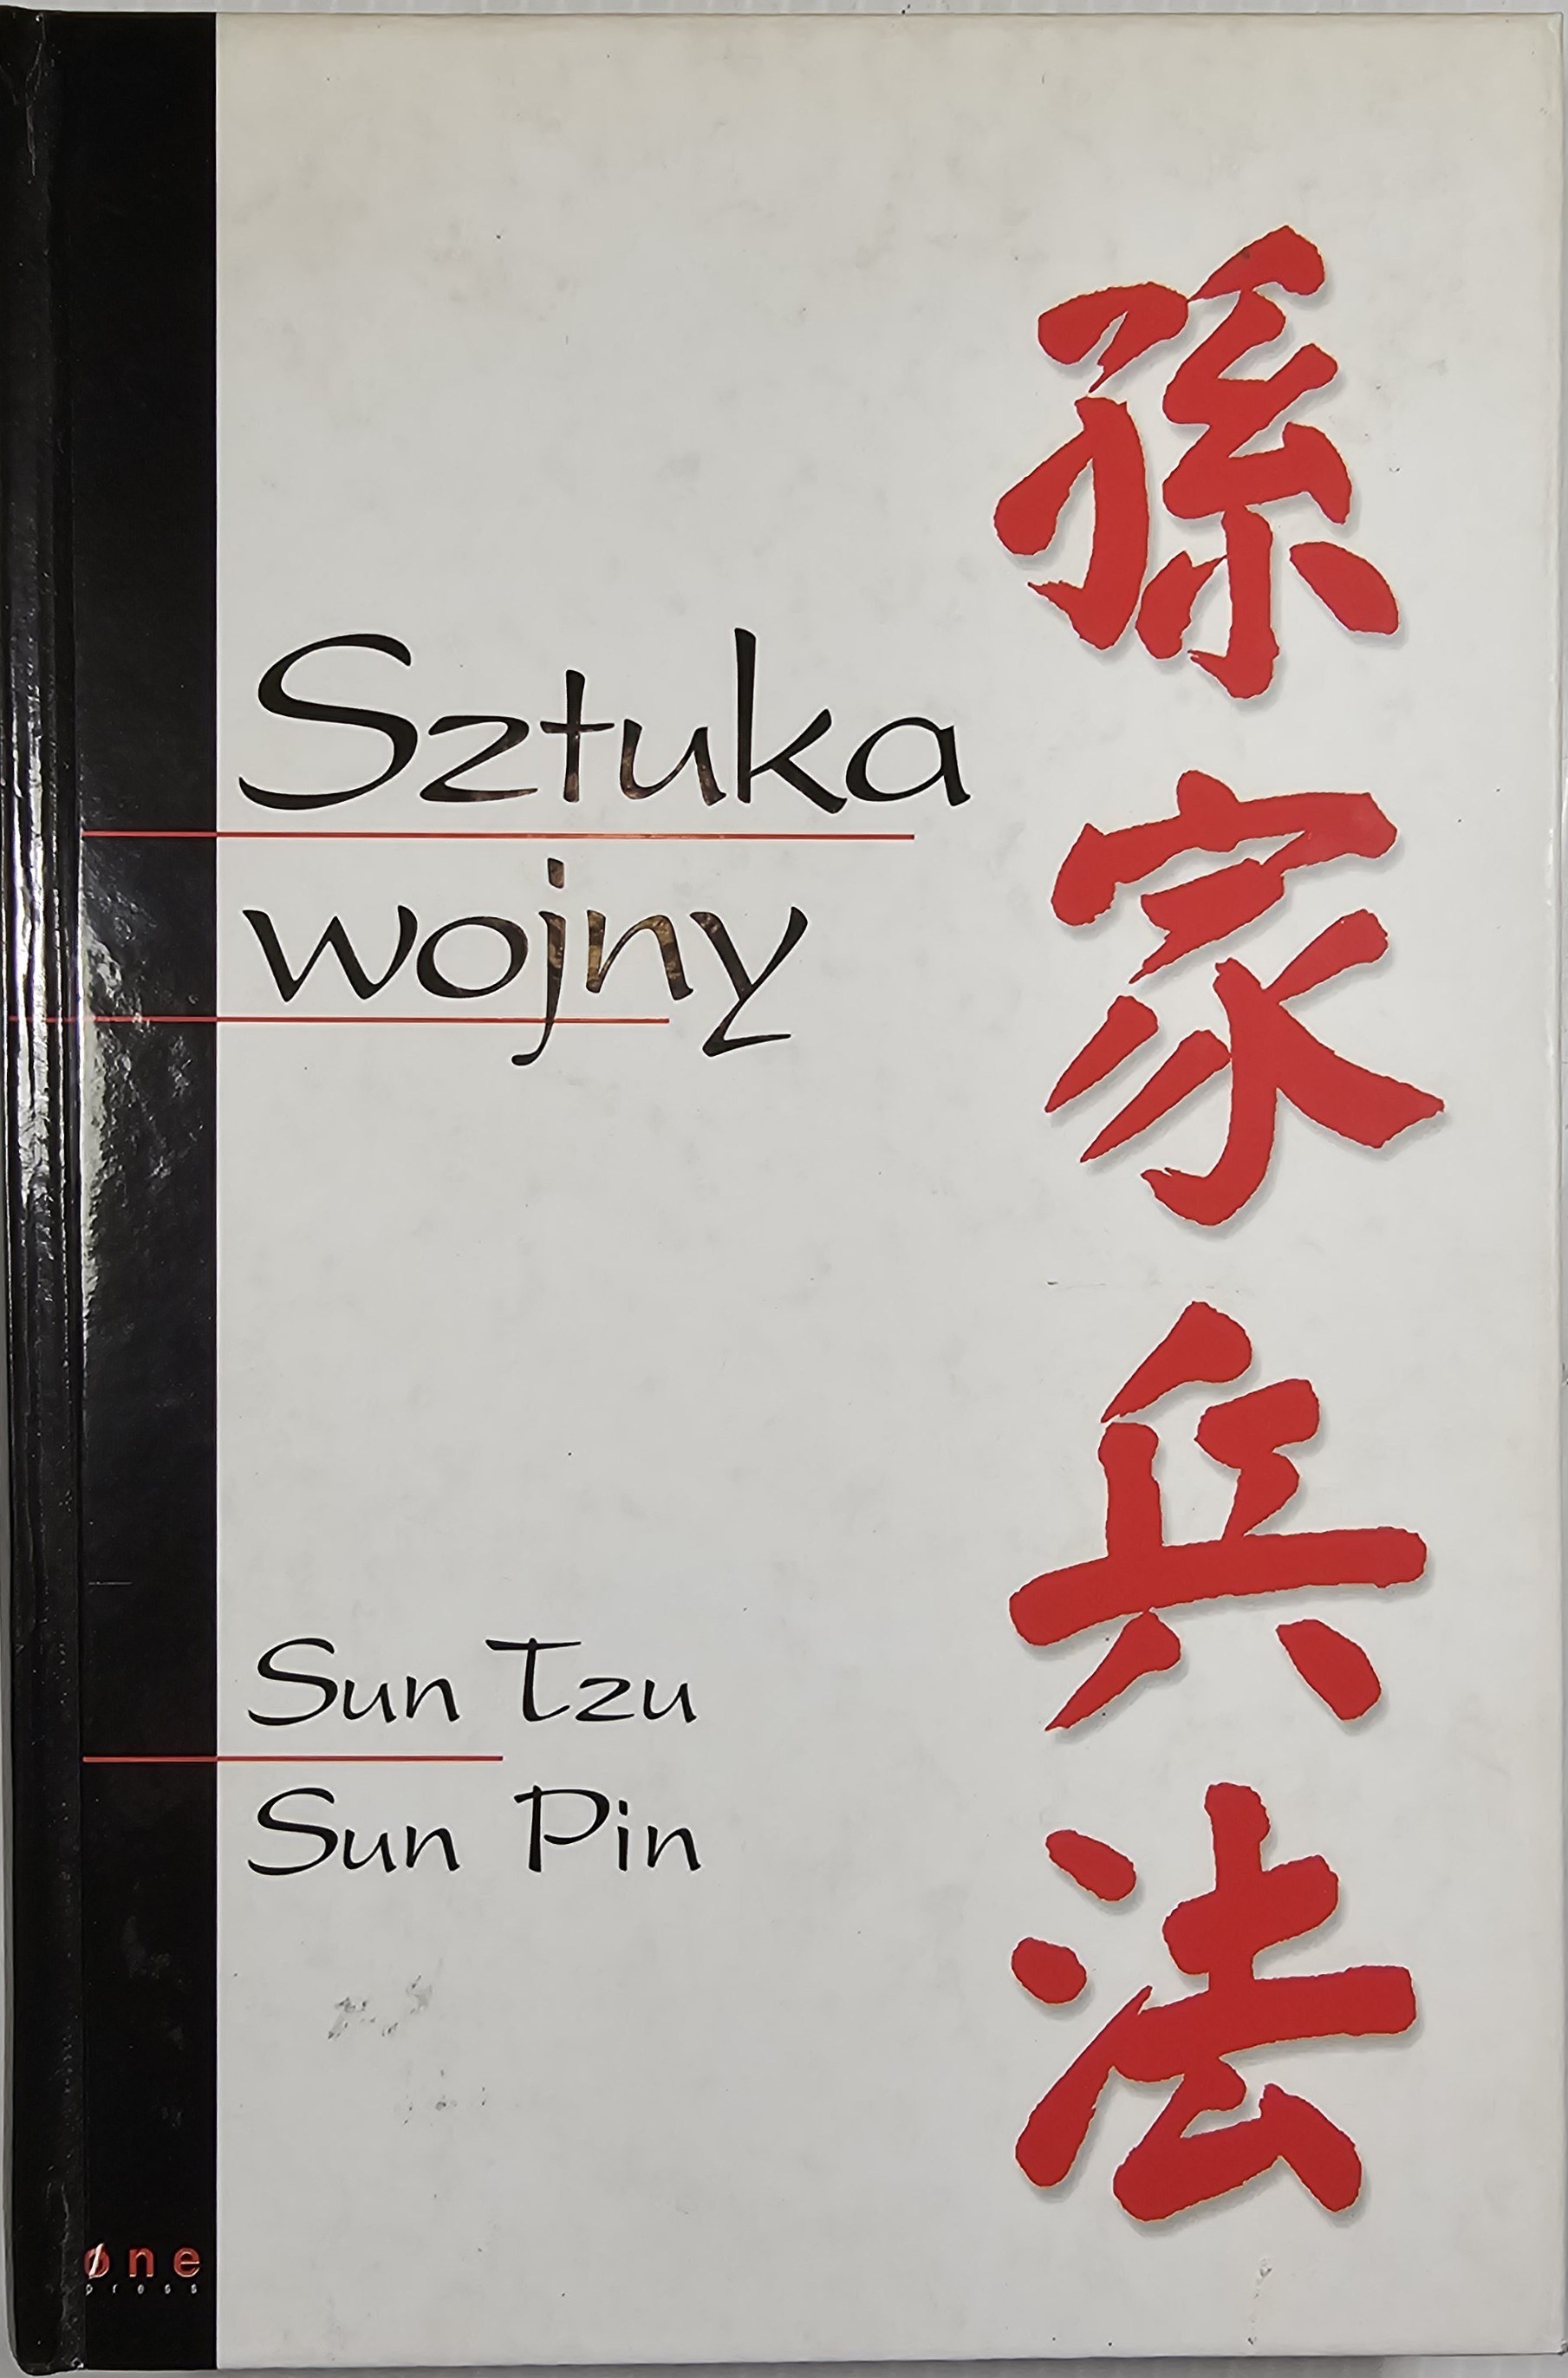 Sztuka
wojny
Sun Tzu
Sun Pin
孫家兵法
one
press